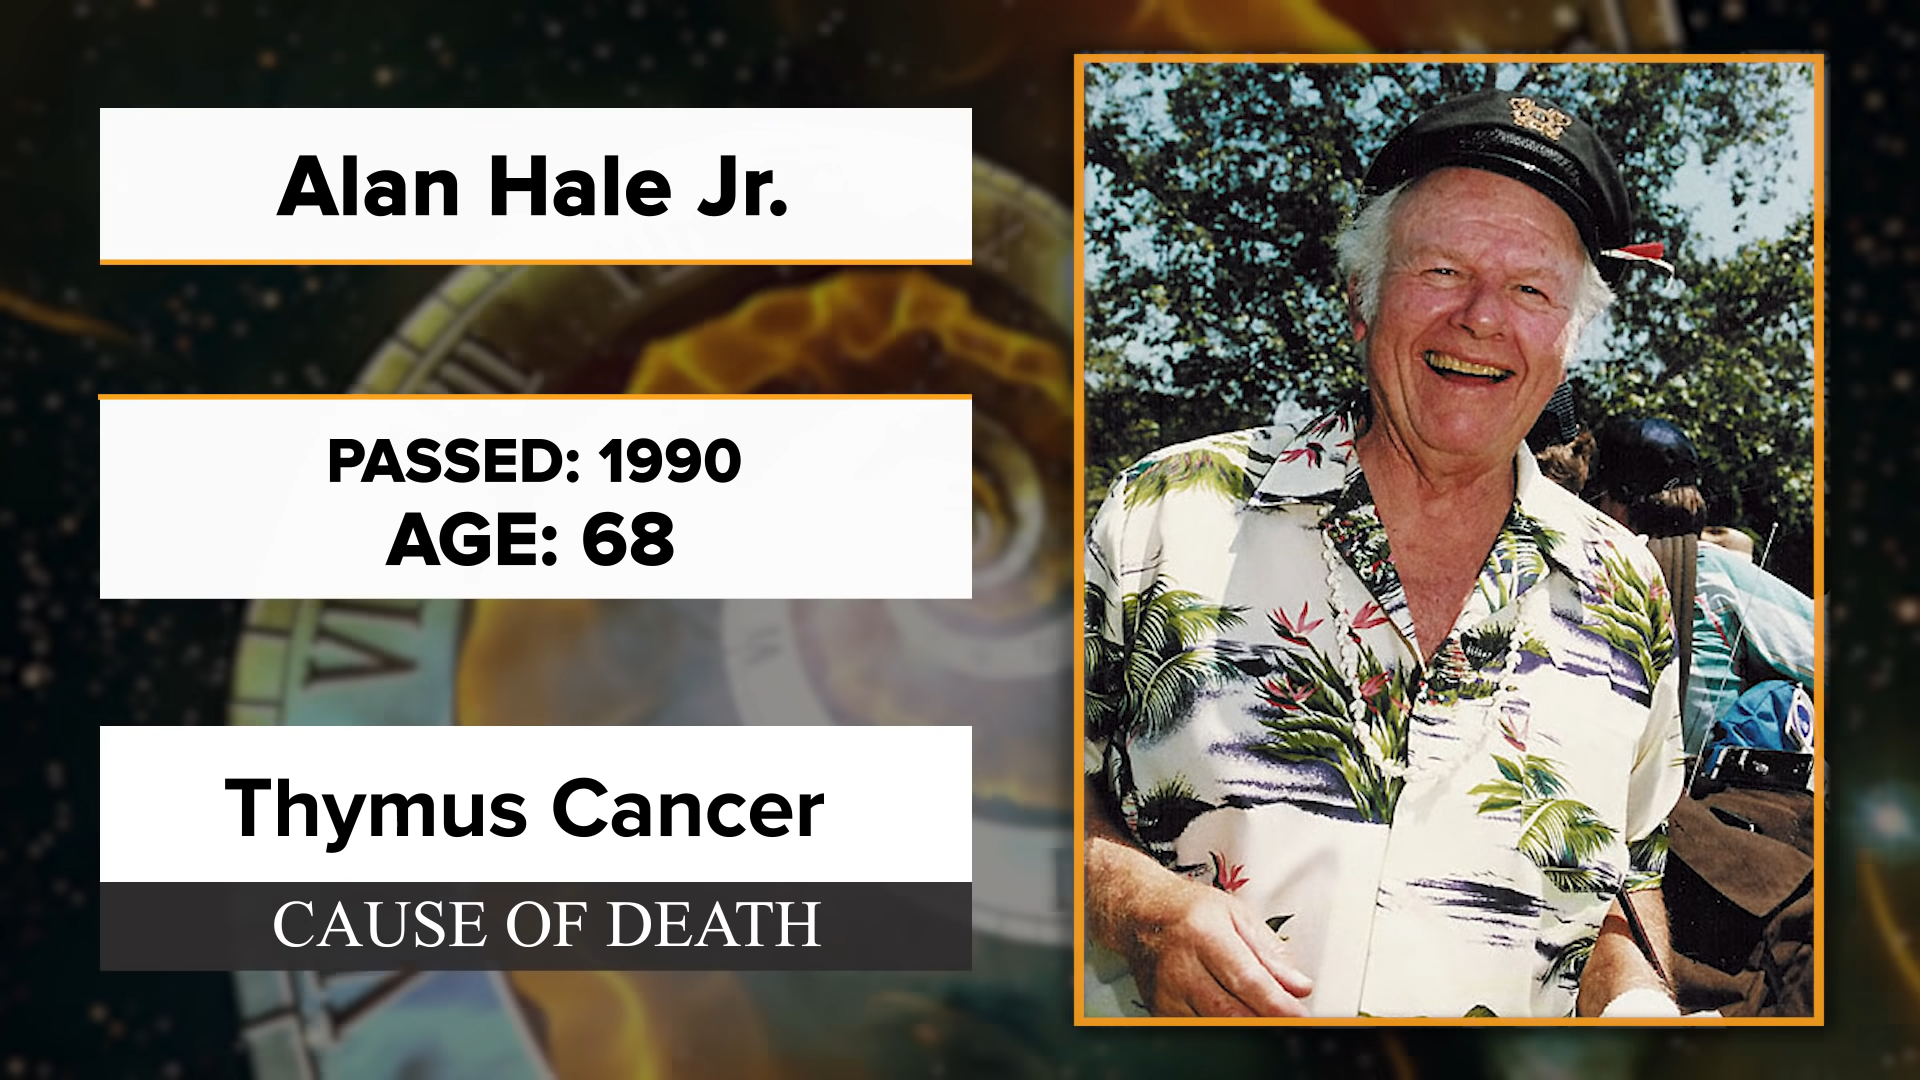 Alan Hale Jr.
PASSED: 1990
AGE: 68
Thymus Cancer
CAUSE OF DEATH